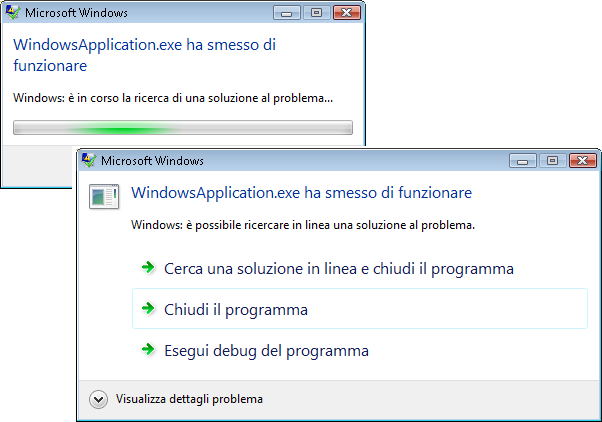 Microsoft Windows
WindowsApplication.exe ha smesso di
funzionare
Windows: è in corso la ricerca di una soluzione al problema...
Microsoft Windows
WindowsApplication.exe ha smesso di funzionare
Windows: è possibile ricercare in linea una soluzione al problema.
Cerca una soluzione in linea e chiudi il programma
Chiudi il programma
Esegui debug del programma
Visualizza dettagli problema